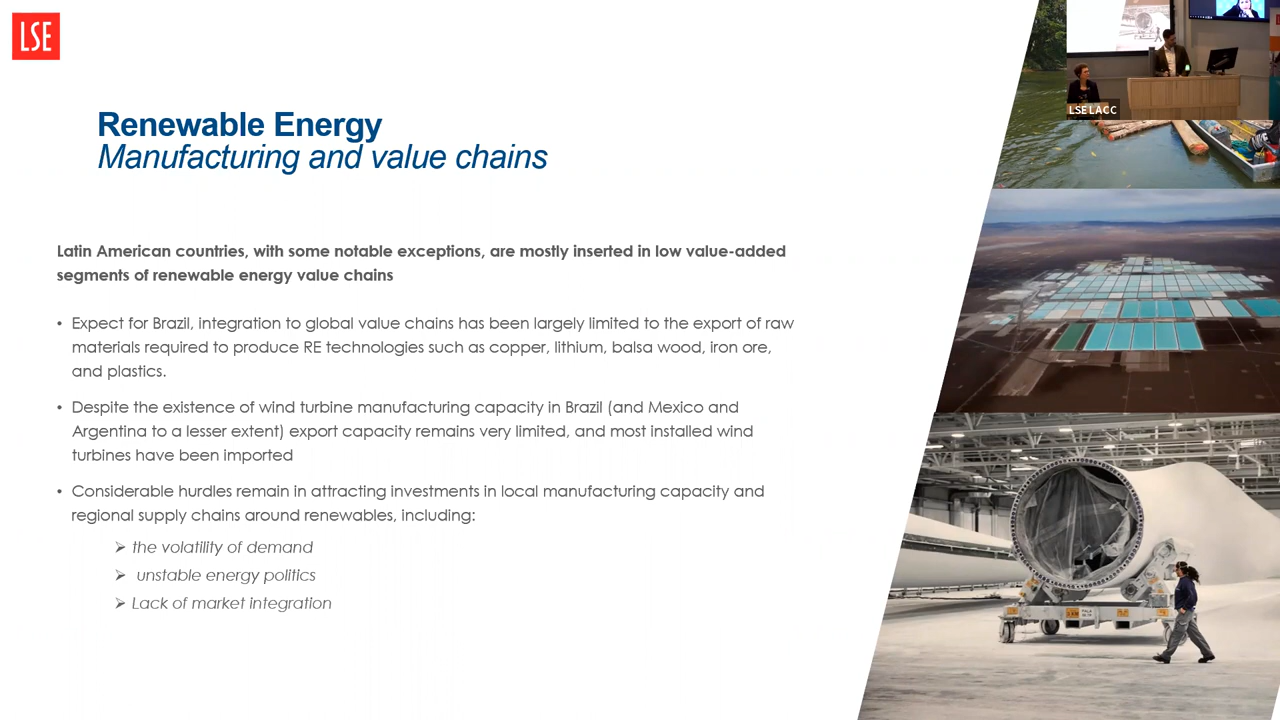 LSE
LSELACC
Renewable Energy
Manufacturing and value chains
Latin American countries, with some notable exceptions, are mostly inserted in low value-added
segments of renewable energy value chains
• Expect for Brazil, integration to global value chains has been largely limited to the export of raw
materials required to produce RE technologies such as copper, lithium, balsa wood, iron ore,
and plastics.
• Despite the existence of wind turbine manufacturing capacity in Brazil (and Mexico and
Argentina to a lesser extent) export capacity remains very limited, and most installed wind
turbines have been imported
• Considerable hurdles remain in attracting investments in local manufacturing capacity and
regional supply chains around renewables, including:
➢ the volatility of demand
➢ unstable energy politics
➢ Lack of market integration